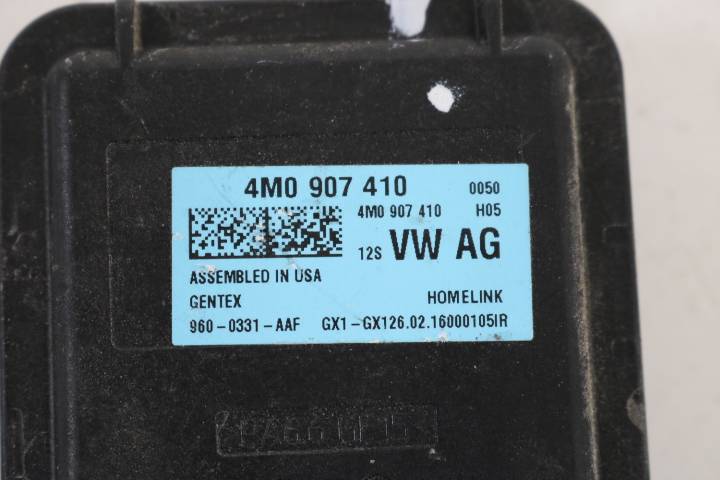 4M0 907 410 0050
4M0 907 410 H05
12S VW AG
ASSEMBLED IN USA
GENTEX HOMELINK
960-0331-AAF GX1-GX126.02.16000105IR